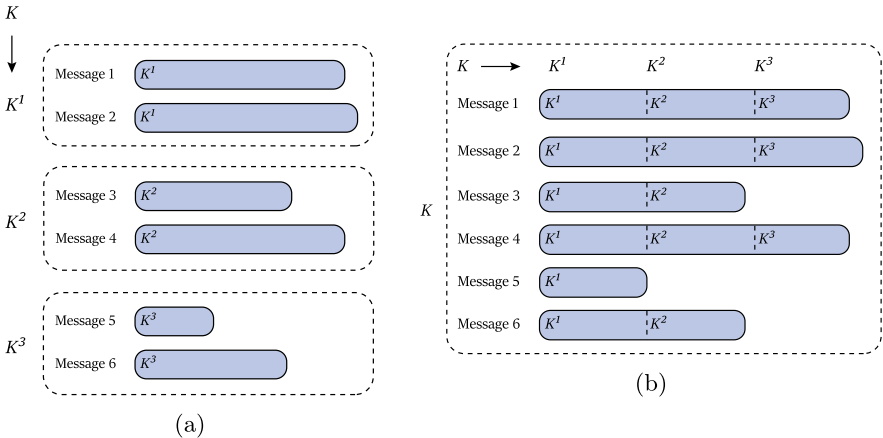 K
K¹
Message 1 K¹
Message 2 K¹
K²
Message 3 K²
Message 4 K²
K³
Message 5 K³
Message 6 K³
(a)
K K¹ K² K³
Message 1 K¹ K² K³
Message 2 K¹ K² K³
Message 3 K¹ K²
K
Message 4 K¹ K² K³
Message 5 K¹
Message 6 K¹ K²
(b)